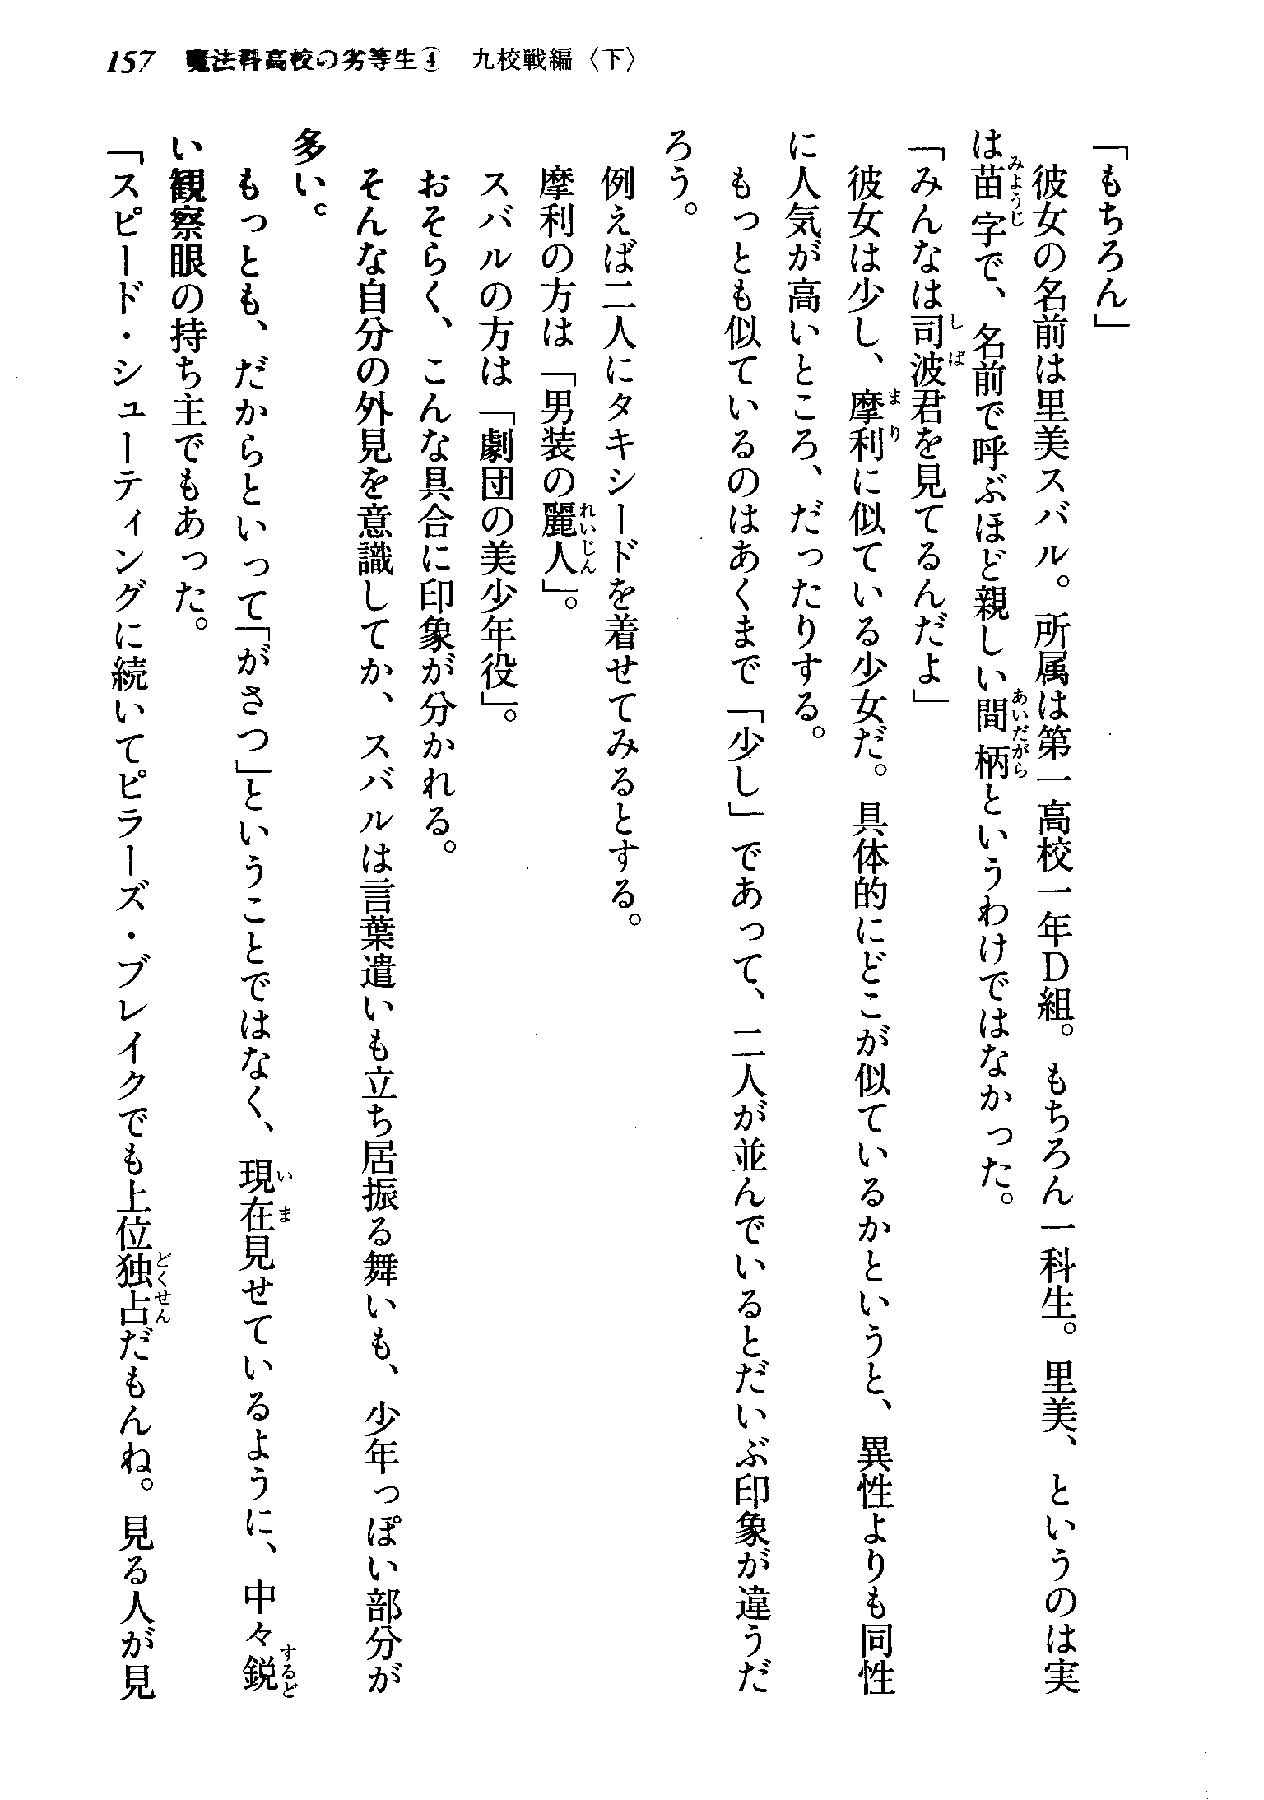 157　魔法科高校の劣等生④　九校戦編〈下〉
「もちろん」
　彼女の名前は里美スバル。所属は第一高校一年Ｄ組。もちろん一科生。里美、というのは実
は苗字で、名前で呼ぶほど親しい間柄というわけではなかった。
「みんなは司波君を見てるんだよ」
　彼女は少し、摩利に似ている少女だ。具体的にどこが似ているかというと、異性よりも同性
に人気が高いところ、だったりする。
　もっとも似ているのはあくまで「少し」であって、二人が並んでいるとだいぶ印象が違うだ
ろう。
　例えば二人にタキシードを着せてみるとする。
　摩利の方は「男装の麗人」。
　スバルの方は「劇団の美少年役」。
　おそらく、こんな具合に印象が分かれる。
　そんな自分の外見を意識してか、スバルは言葉遣いも立ち居振る舞いも、少年っぽい部分が
多い。
　もっとも、だからといって「がさつ」ということではなく、現在見せているように、中々鋭
い観察眼の持ち主でもあった。
「スピード・シューティングに続いてピラーズ・ブレイクでも上位独占だもんね。見る人が見